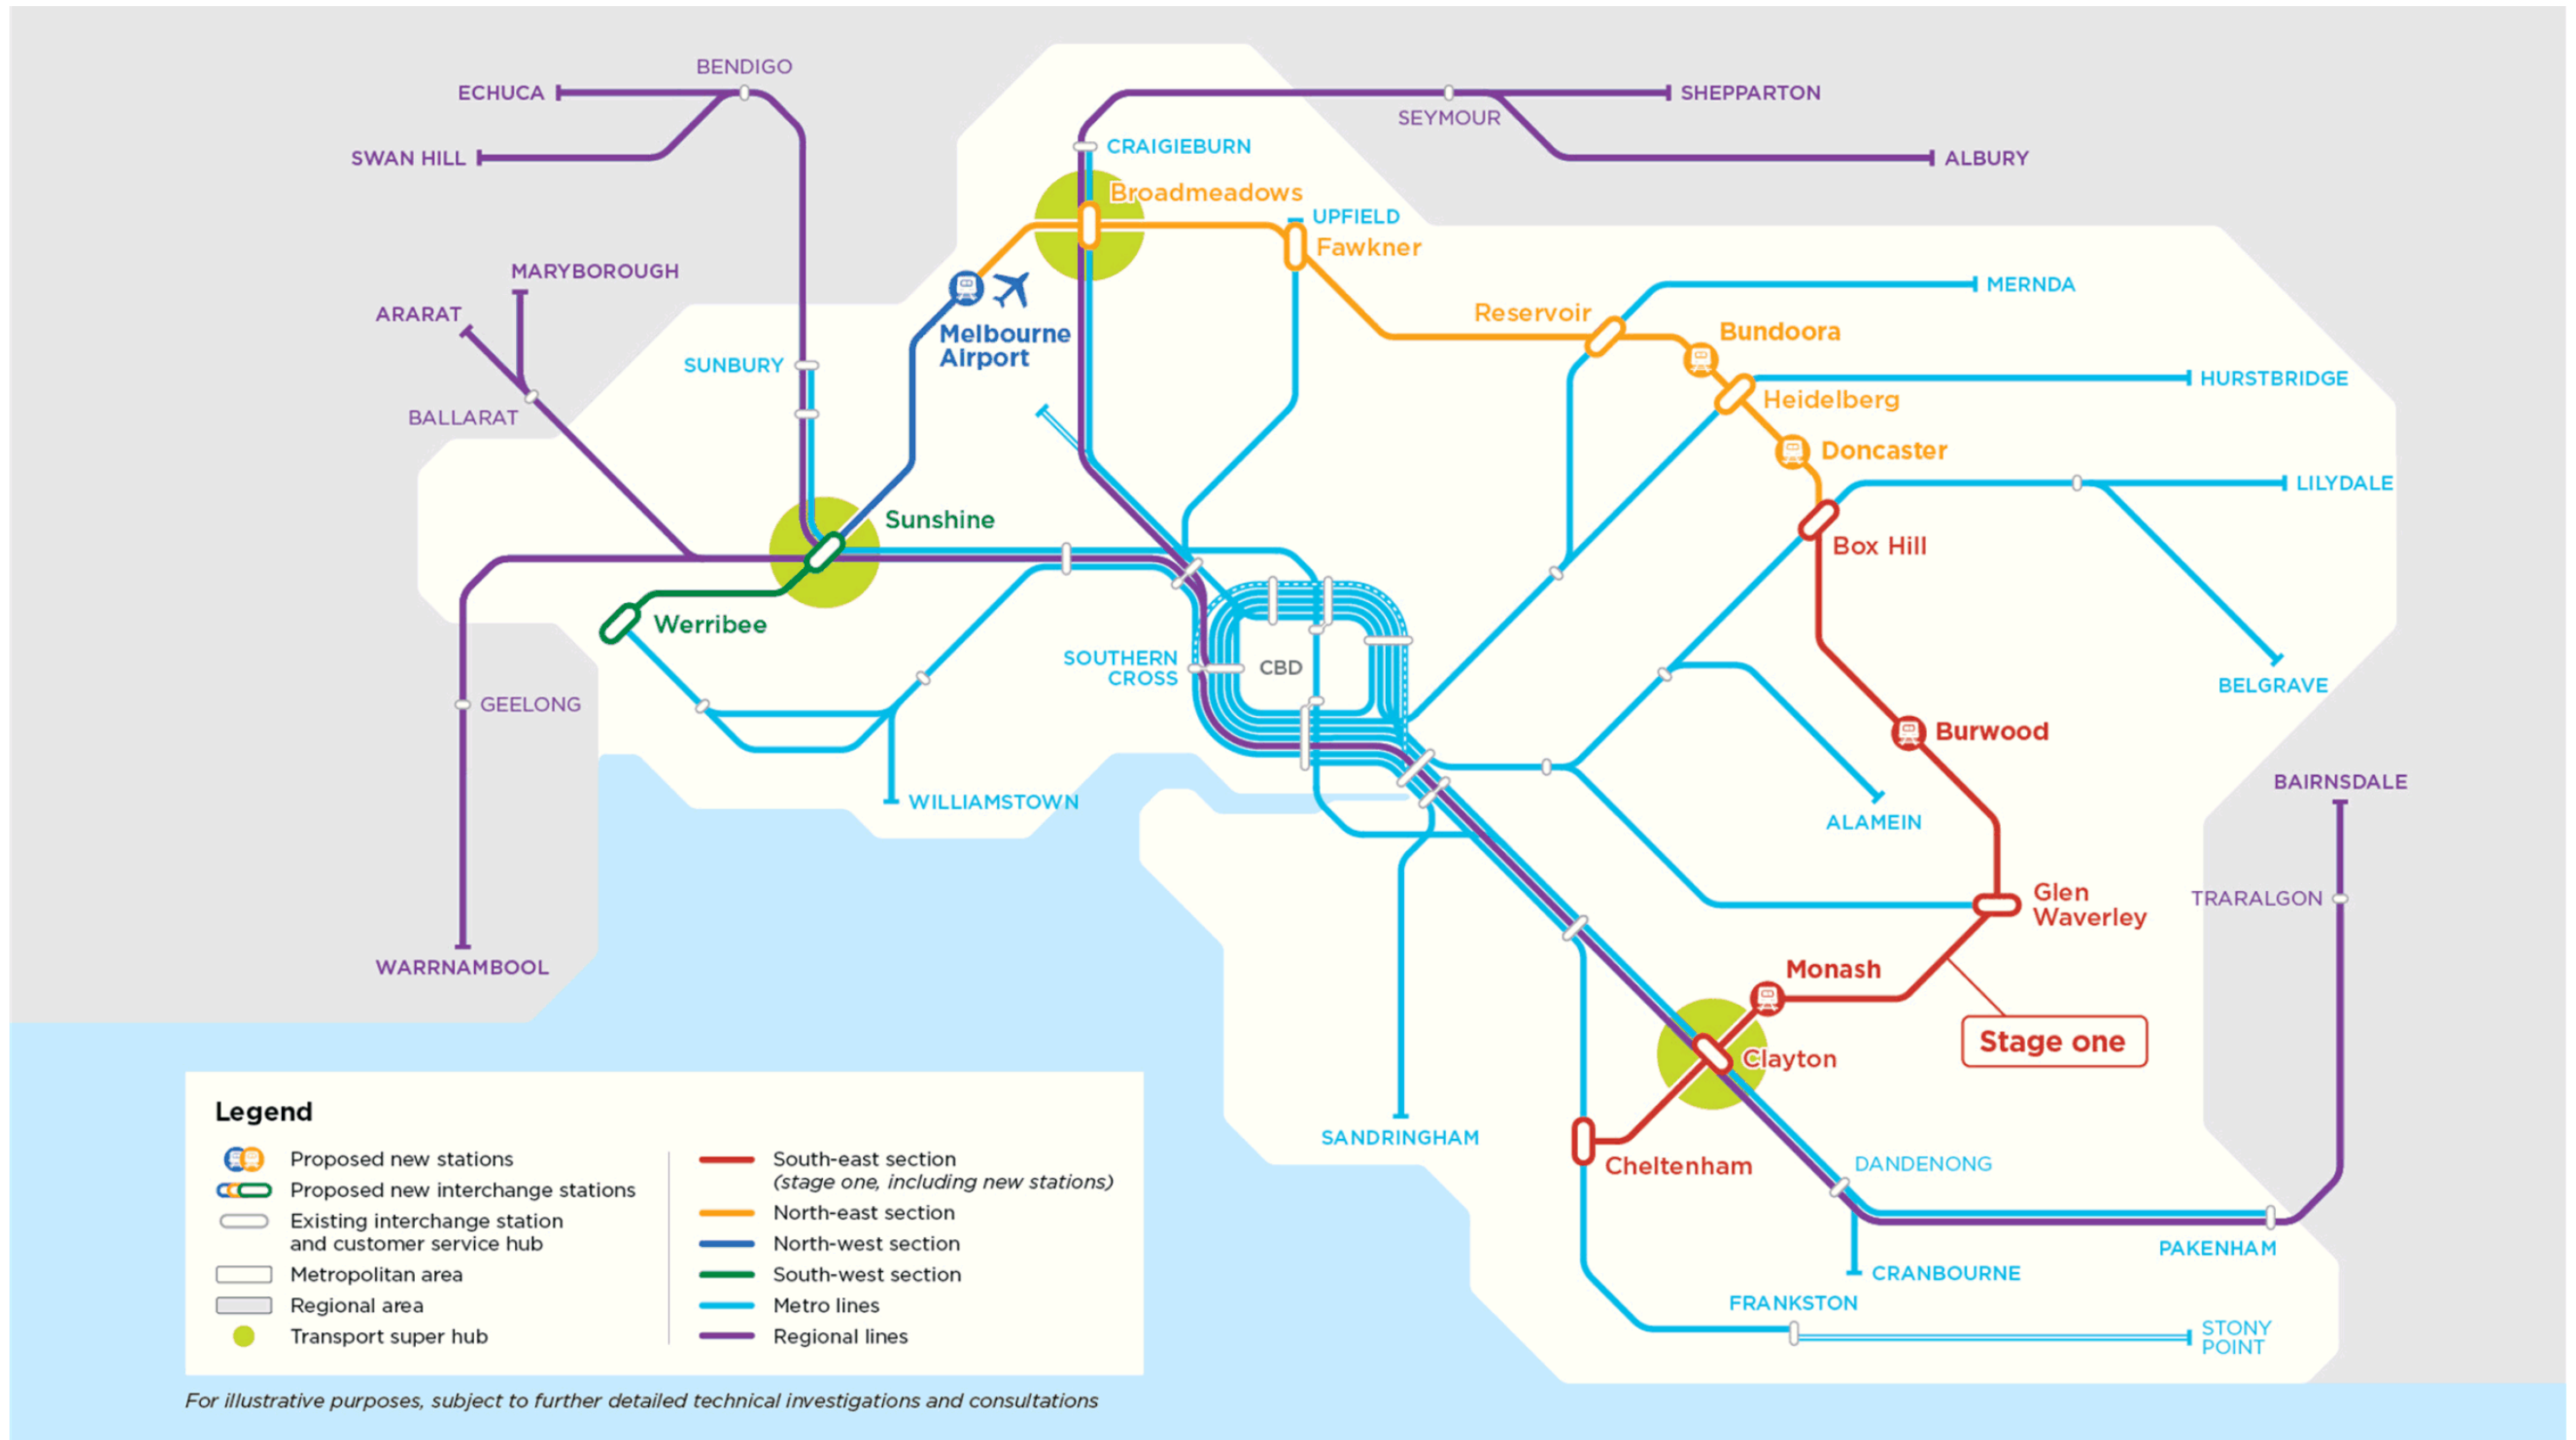 BENDIGO
ECHUCA
SHEPPARTON
SEYMOUR
SWAN HILL
ALBURY
CRAIGIEBURN
Broadmeadows
UPFIELD
Fawkner
MARYBOROUGH
ARARAT
MERNDA
Reservoir
Bundoora
Melbourne
Airport
SUNBURY
HURSTBRIDGE
Heidelberg
BALLARAT
Doncaster
LILYDALE
Sunshine
Box Hill
Werribee
SOUTHERN
CROSS
CBD
BELGRAVE
GEELONG
Burwood
BAIRNSDALE
WILLIAMSTOWN
ALAMEIN
Glen
Waverley
TRARALGON
WARRNAMBOOL
Monash
Stage one
Clayton
SANDRINGHAM
Cheltenham
DANDENONG
PAKENHAM
CRANBOURNE
FRANKSTON
STONY
POINT
Legend
Proposed new stations
Proposed new interchange stations
Existing interchange station
and customer service hub
Metropolitan area
Regional area
Transport super hub
South-east section
(stage one, including new stations)
North-east section
North-west section
South-west section
Metro lines
Regional lines
For illustrative purposes, subject to further detailed technical investigations and consultations